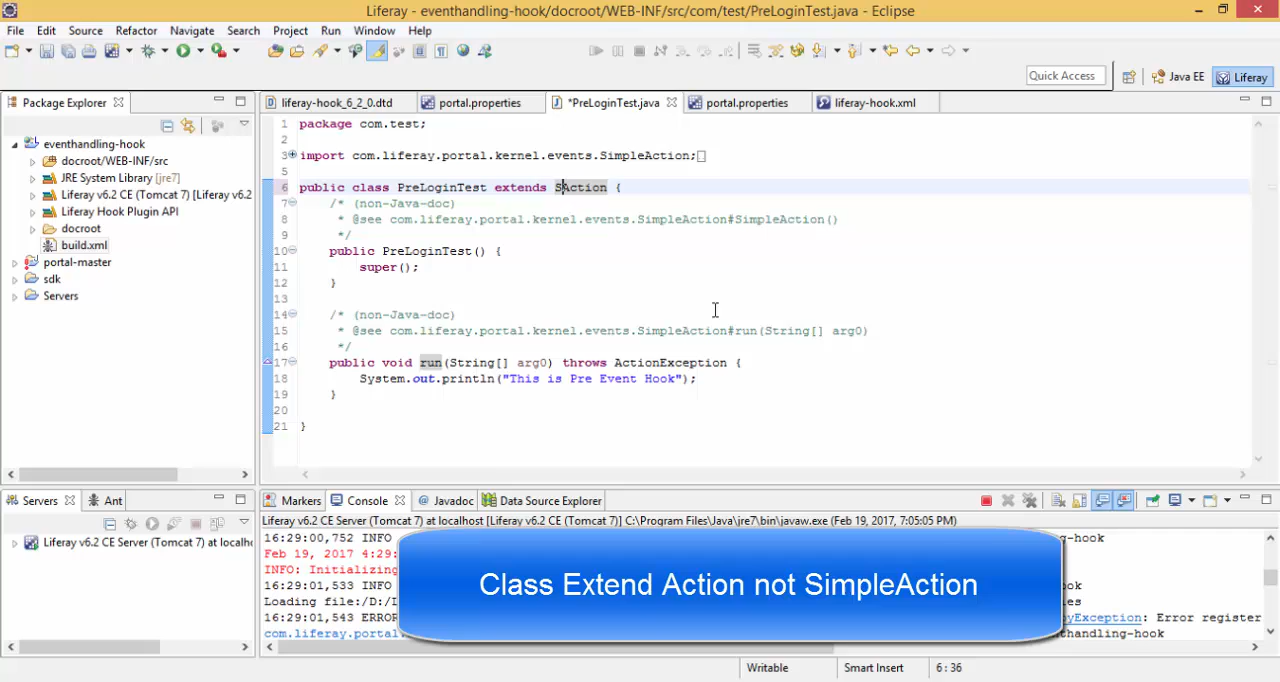 Liferay - eventhandling-hook/docroot/WEB-INF/src/com/test/PreLoginTest.java - Eclipse
File Edit Source Refactor Navigate Search Project Run Window Help
Quick Access
Java EE
Liferay
Package Explorer
eventhandling-hook
docroot/WEB-INF/src
JRE System Library [jre7]
Liferay v6.2 CE (Tomcat 7) [Liferay v6.2
Liferay Hook Plugin API
docroot
build.xml
portal-master
sdk
Servers
liferay-hook_6_2_0.dtd
portal.properties
*PreLoginTest.java
portal.properties
liferay-hook.xml
1 package com.test;
2
3 import com.liferay.portal.kernel.events.SimpleAction;
5
6 public class PreLoginTest extends SAction {
7 /* (non-Java-doc)
8 * @see com.liferay.portal.kernel.events.SimpleAction#SimpleAction()
9 */
10 public PreLoginTest() {
11 super();
12 }
13
14 /* (non-Java-doc)
15 * @see com.liferay.portal.kernel.events.SimpleAction#run(String[] arg0)
16 */
17 public void run(String[] arg0) throws ActionException {
18 System.out.println("This is Pre Event Hook");
19 }
20
21 }
Servers
Ant
Liferay v6.2 CE Server (Tomcat 7) at localho
Markers
Console
@ Javadoc
Data Source Explorer
Liferay v6.2 CE Server (Tomcat 7) at localhost [Liferay v6.2 CE Server (Tomcat 7)] C:\Program Files\Java\jre7\bin\javaw.exe (Feb 19, 2017, 7:05:05 PM)
16:29:00,752 INFO g-hook
Feb 19, 2017 4:29:
INFO: Initializing
16:29:01,533 INFO ook
Loading file:/D:/ es
16:29:01,543 ERROR yException: Error register
com.liferay.portal. enthandling-hook
Class Extend Action not SimpleAction
Writable
Smart Insert
6 : 36